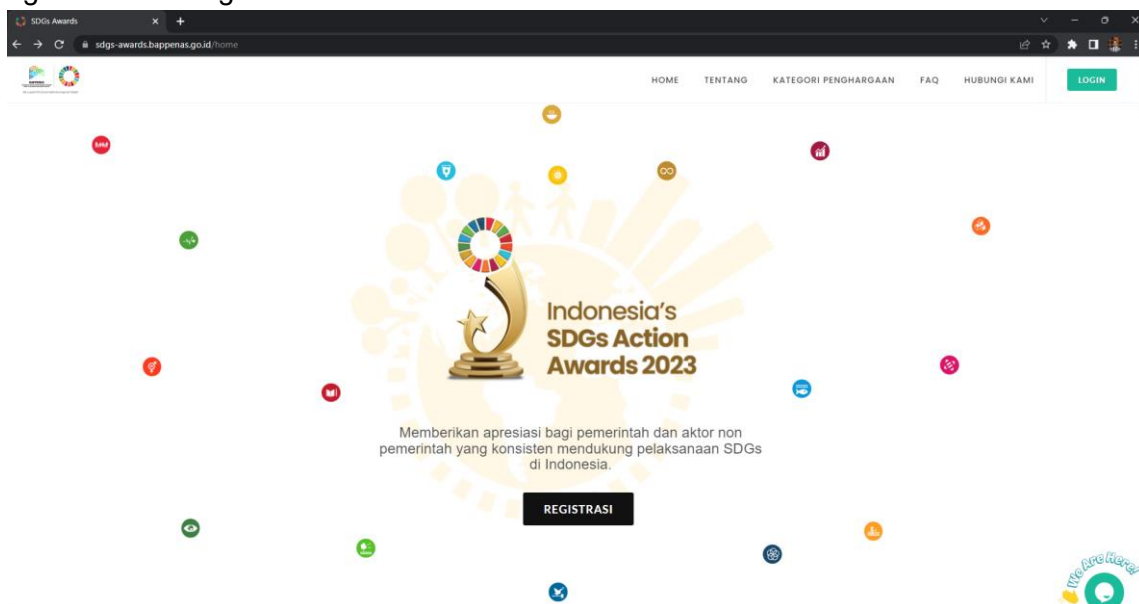 SDGs Awards
sdgs-awards.bappenas.go.id/home
HOME TENTANG KATEGORI PENGHARGAAN FAQ HUBUNGI KAMI LOGIN
Indonesia's
SDGs Action
Awards 2023
Memberikan apresiasi bagi pemerintah dan aktor non
pemerintah yang konsisten mendukung pelaksanaan SDGs
di Indonesia.
REGISTRASI
We Are Here!